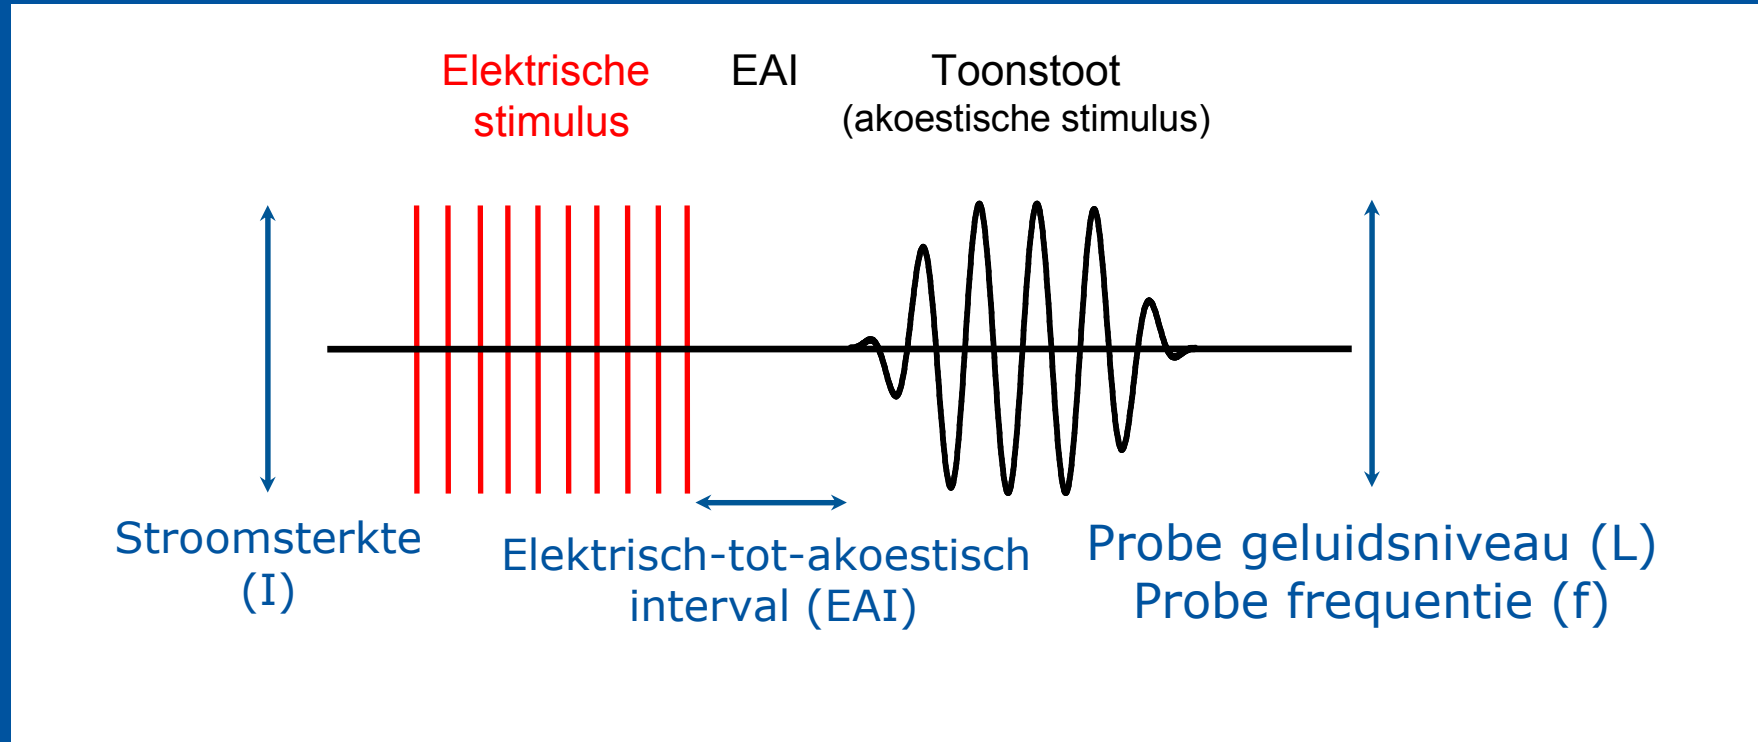 Elektrische
stimulus
EAI
Toonstoot
(akoestische stimulus)
Stroomsterkte
(I)
Elektrisch-tot-akoestisch
interval (EAI)
Probe geluidsniveau (L)
Probe frequentie (f)